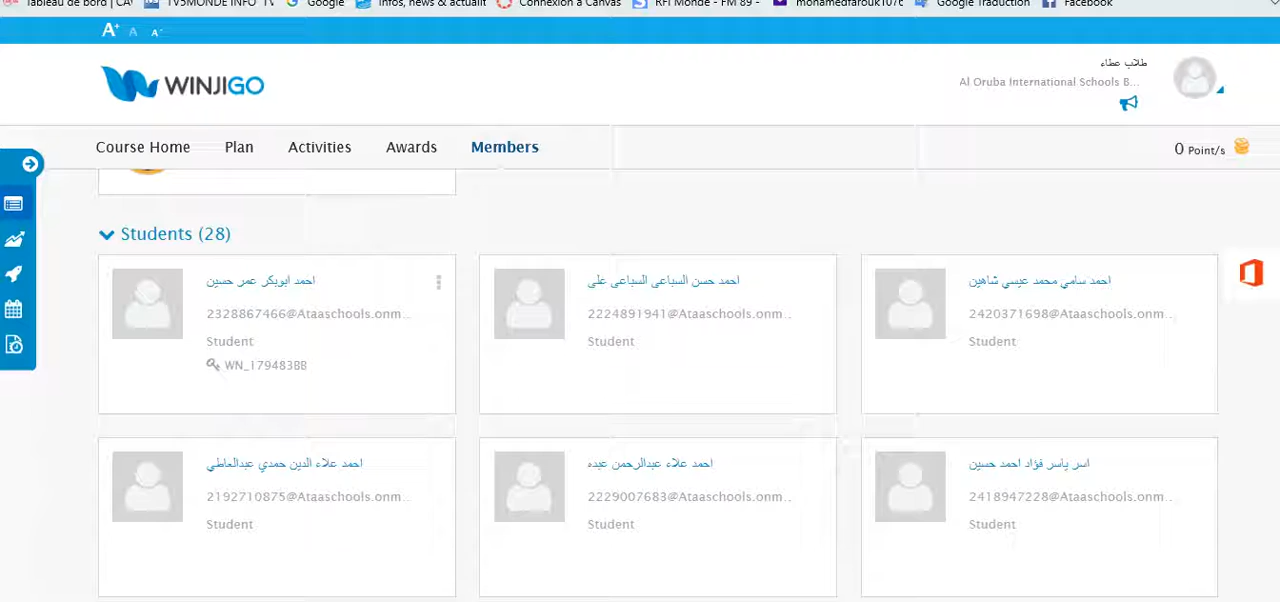 Tableau de bord | CA
TV5MONDE INFO
Google
Infos, news & actualit
Connexion à Canvas
RFI Monde - FM 89 -
mohamedfarouk107
Google Traduction
Facebook
A+ A A-
WINJIGO
طلاب عطاء
Al Oruba International Schools B...
Course Home Plan Activities Awards Members
0 Point/s
Students (28)
احمد ابوبكر عمر حسين
2328867466@Ataaschools.onm...
Student
WN_179483BB
احمد حسن السباعى السباعى على
2224891941@Ataaschools.onm...
Student
احمد سامي محمد عيسي شاهين
2420371698@Ataaschools.onm...
Student
احمد علاء الدين حمدي عبدالعاطي
2192710875@Ataaschools.onm...
Student
احمد علاء عبدالرحمن عبده
2229007683@Ataaschools.onm...
Student
اسر ياسر فؤاد احمد حسين
2418947228@Ataaschools.onm...
Student